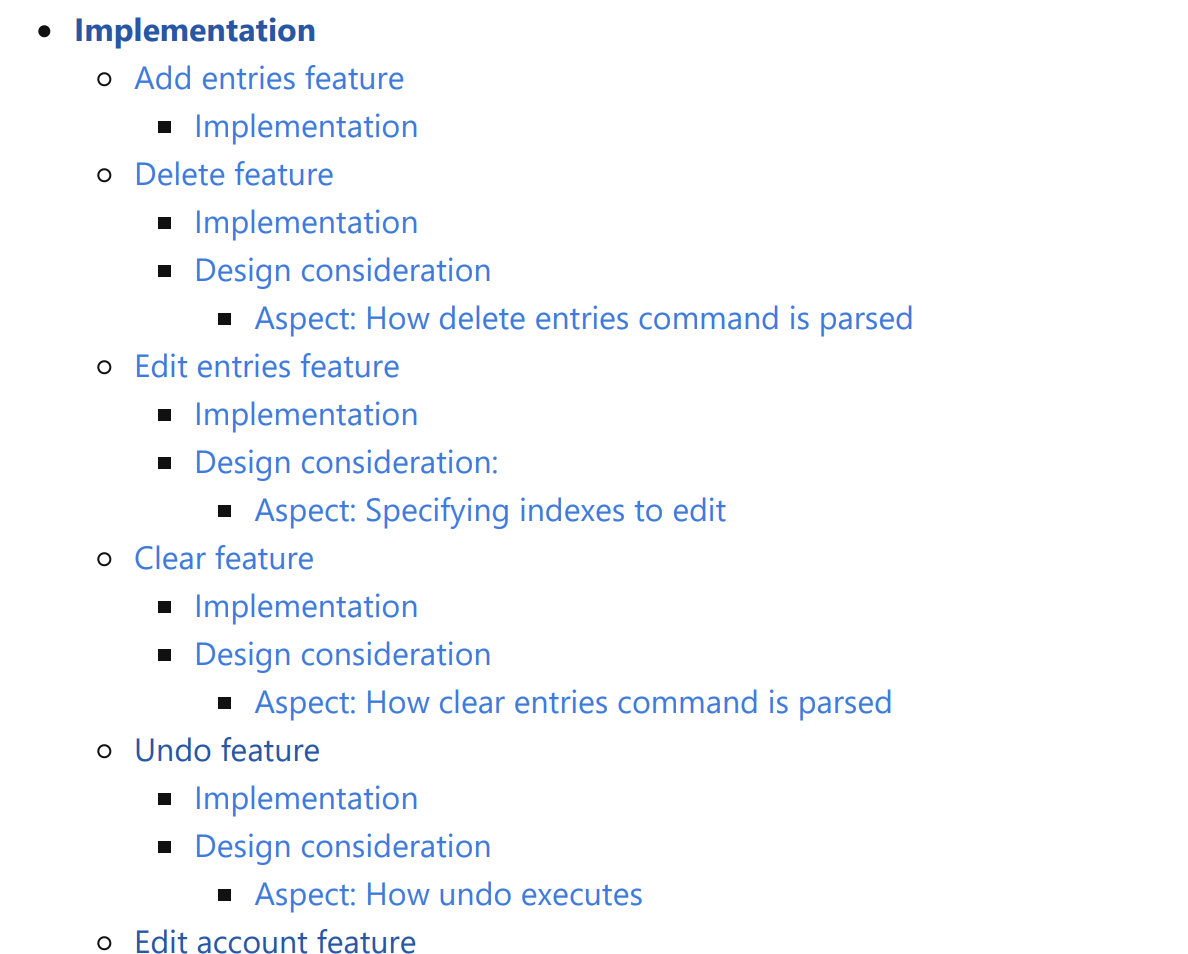 Implementation
Add entries feature
Implementation
Delete feature
Implementation
Design consideration
Aspect: How delete entries command is parsed
Edit entries feature
Implementation
Design consideration:
Aspect: Specifying indexes to edit
Clear feature
Implementation
Design consideration
Aspect: How clear entries command is parsed
Undo feature
Implementation
Design consideration
Aspect: How undo executes
Edit account feature